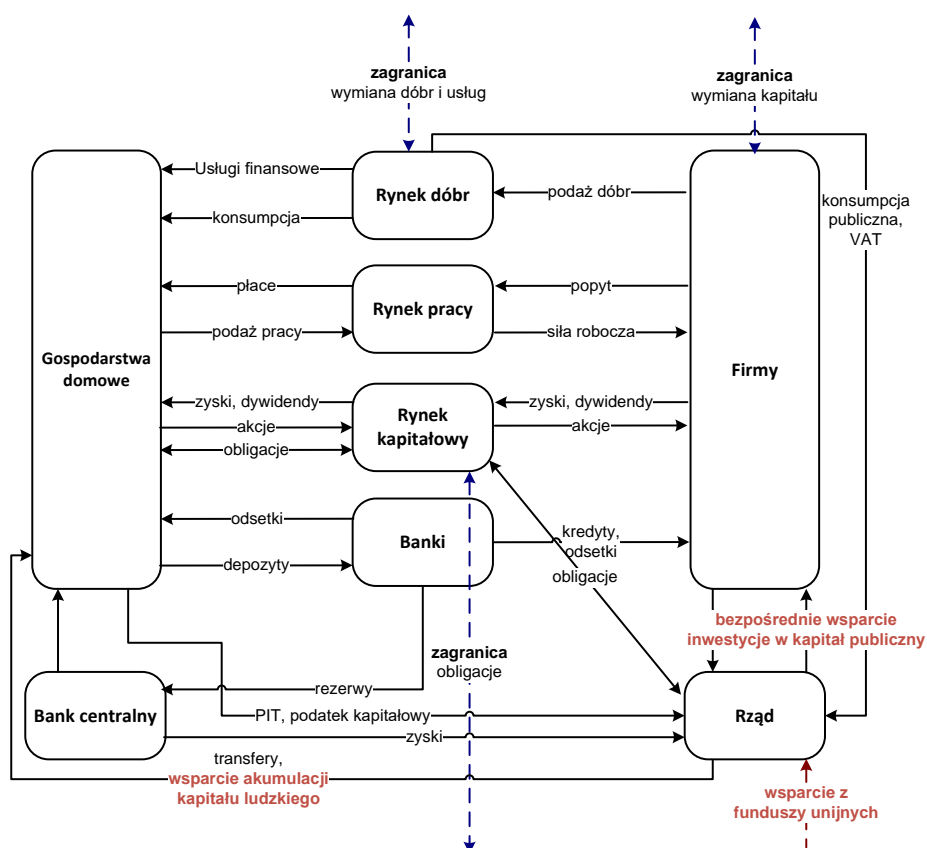 zagranica
wymiana dóbr i usług
zagranica
wymiana kapitału
Usługi finansowe
Rynek dóbr
podaż dóbr
konsumpcja
konsumpcja
publiczna,
VAT
płace
Rynek pracy
popyt
podaż pracy
siła robocza
Gospodarstwa
domowe
Firmy
zyski, dywidendy
Rynek
kapitałowy
zyski, dywidendy
akcje
akcje
obligacje
odsetki
Banki
kredyty,
odsetki
depozyty
obligacje
bezpośrednie wsparcie
inwestycje w kapitał publiczny
zagranica
obligacje
rezerwy
Bank centralny
PIT, podatek kapitałowy
Rząd
zyski
transfery,
wsparcie akumulacji
kapitału ludzkiego
wsparcie z
funduszy unijnych